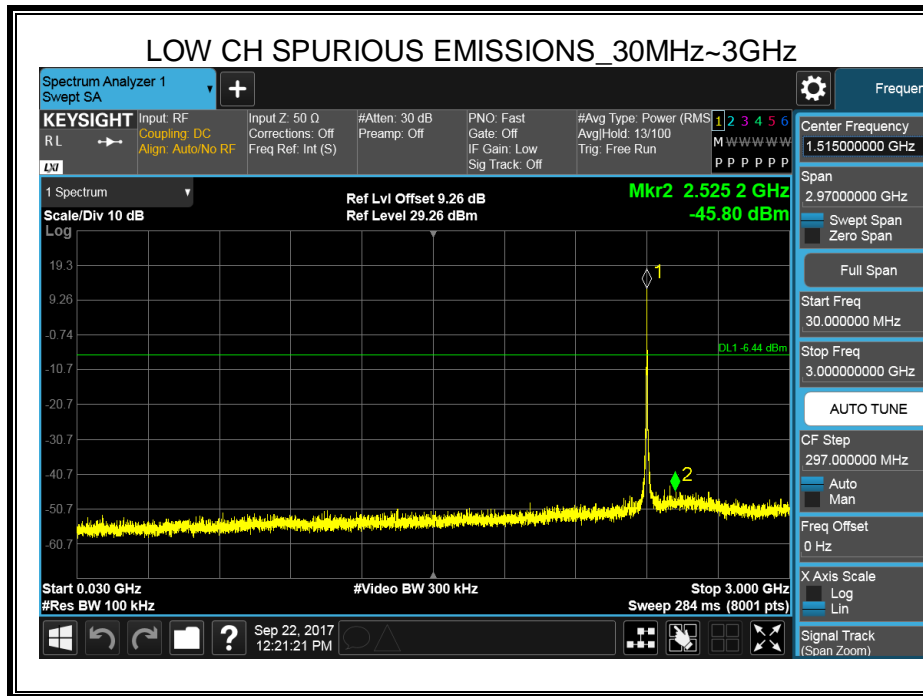 LOW CH SPURIOUS EMISSIONS_30MHz~3GHz
Spectrum Analyzer 1
Swept SA
+
Frequen
KEYSIGHT
R L
LXI
Input: RF
Coupling: DC
Align: Auto/No RF
Input Z: 50 Ω
Corrections: Off
Freq Ref: Int (S)
#Atten: 30 dB
Preamp: Off
PNO: Fast
Gate: Off
IF Gain: Low
Sig Track: Off
#Avg Type: Power (RMS
Avg|Hold: 13/100
Trig: Free Run
1 2 3 4 5 6
M W W W W W
P P P P P P
1 Spectrum
Scale/Div 10 dB
Log
Ref Lvl Offset 9.26 dB
Ref Level 29.26 dBm
Mkr2 2.525 2 GHz
-45.80 dBm
19.3
9.26
-0.74
-10.7
-20.7
-30.7
-40.7
-50.7
-60.7
1
DL1 -6.44 dBm
2
Start 0.030 GHz
#Res BW 100 kHz
#Video BW 300 kHz
Stop 3.000 GHz
Sweep 284 ms (8001 pts)
Center Frequency
1.515000000 GHz
Span
2.97000000 GHz
Swept Span
Zero Span
Full Span
Start Freq
30.000000 MHz
Stop Freq
3.000000000 GHz
AUTO TUNE
CF Step
297.000000 MHz
Auto
Man
Freq Offset
0 Hz
X Axis Scale
Log
Lin
Signal Track
(Span Zoom)
?
Sep 22, 2017
12:21:21 PM